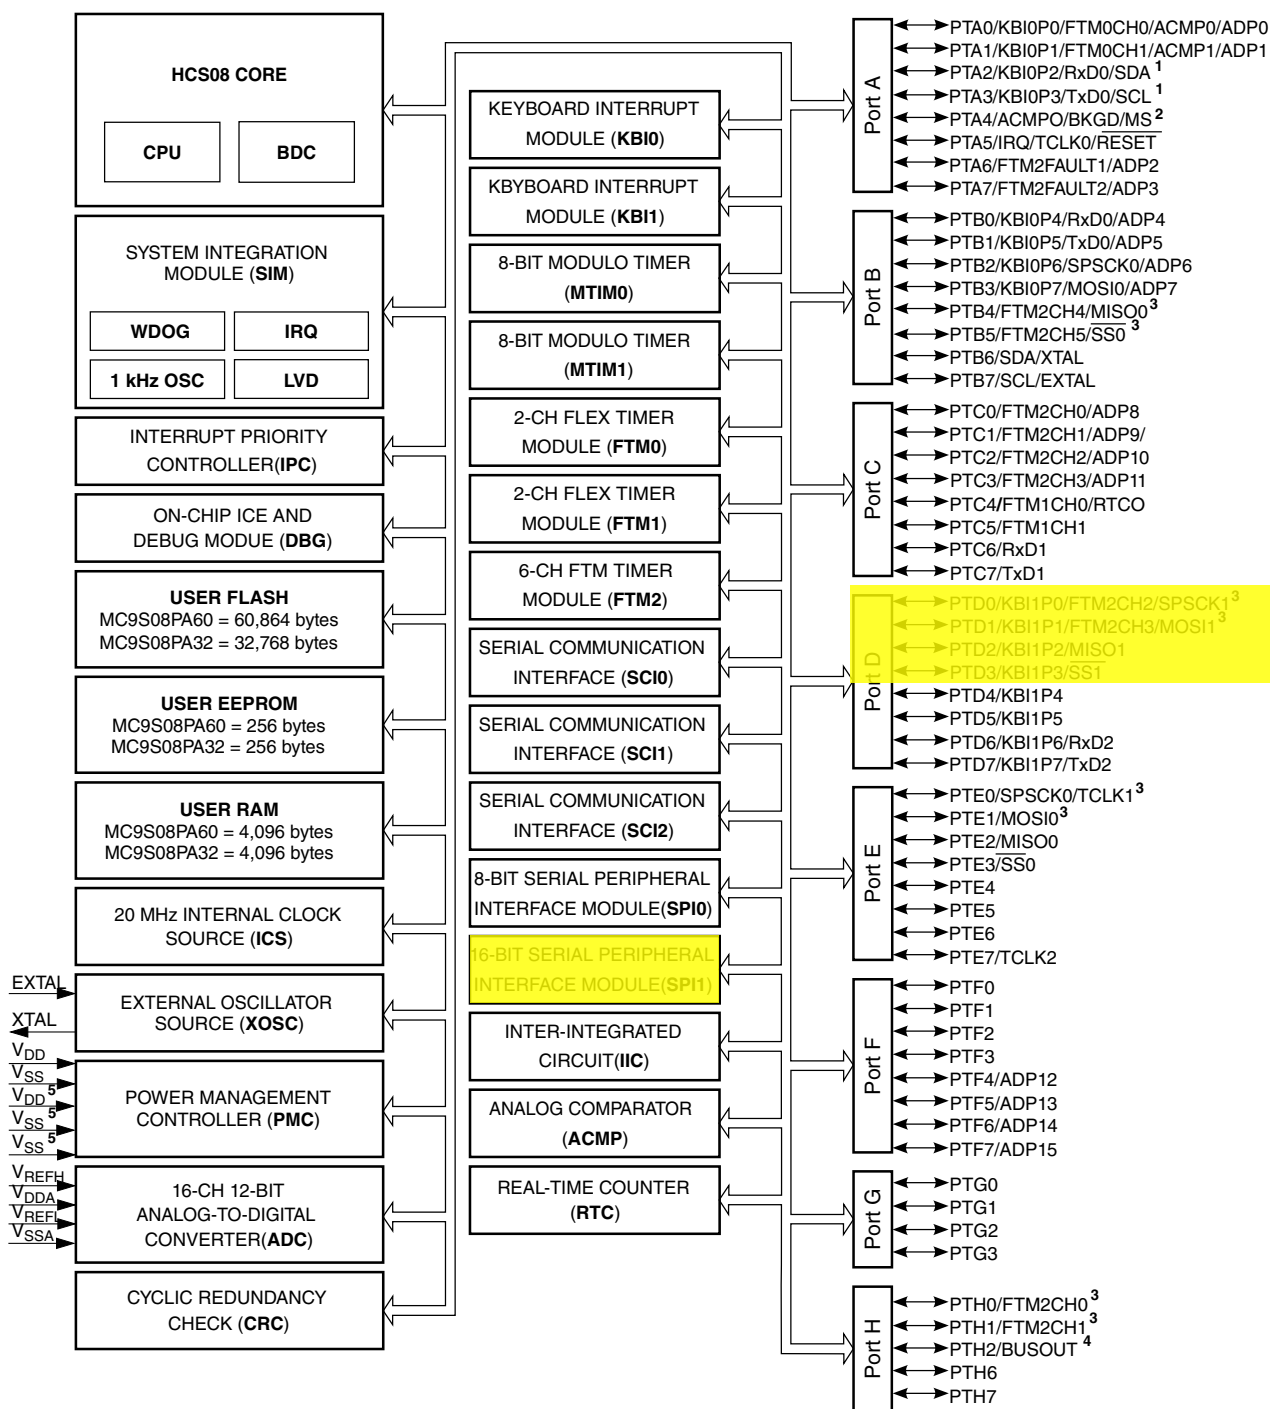 HCS08 CORE
CPU
BDC
SYSTEM INTEGRATION
MODULE (SIM)
WDOG
IRQ
1 kHz OSC
LVD
INTERRUPT PRIORITY
CONTROLLER(IPC)
ON-CHIP ICE AND
DEBUG MODUE (DBG)
USER FLASH
MC9S08PA60 = 60,864 bytes
MC9S08PA32 = 32,768 bytes
USER EEPROM
MC9S08PA60 = 256 bytes
MC9S08PA32 = 256 bytes
USER RAM
MC9S08PA60 = 4,096 bytes
MC9S08PA32 = 4,096 bytes
20 MHz INTERNAL CLOCK
SOURCE (ICS)
EXTAL
XTAL
EXTERNAL OSCILLATOR
SOURCE (XOSC)
VDD
VSS
VDD 5
VSS 5
VSS 5
POWER MANAGEMENT
CONTROLLER (PMC)
VREFH
VDDA
VREFL
VSSA
16-CH 12-BIT
ANALOG-TO-DIGITAL
CONVERTER(ADC)
CYCLIC REDUNDANCY
CHECK (CRC)
KEYBOARD INTERRUPT
MODULE (KBI0)
KBYBOARD INTERRUPT
MODULE (KBI1)
8-BIT MODULO TIMER
(MTIM0)
8-BIT MODULO TIMER
(MTIM1)
2-CH FLEX TIMER
MODULE (FTM0)
2-CH FLEX TIMER
MODULE (FTM1)
6-CH FTM TIMER
MODULE (FTM2)
SERIAL COMMUNICATION
INTERFACE (SCI0)
SERIAL COMMUNICATION
INTERFACE (SCI1)
SERIAL COMMUNICATION
INTERFACE (SCI2)
8-BIT SERIAL PERIPHERAL
INTERFACE MODULE(SPI0)
16-BIT SERIAL PERIPHERAL
INTERFACE MODULE(SPI1)
INTER-INTEGRATED
CIRCUIT(IIC)
ANALOG COMPARATOR
(ACMP)
REAL-TIME COUNTER
(RTC)
Port A
PTA0/KBI0P0/FTM0CH0/ACMP0/ADP0
PTA1/KBI0P1/FTM0CH1/ACMP1/ADP1
PTA2/KBI0P2/RxD0/SDA 1
PTA3/KBI0P3/TxD0/SCL 1
PTA4/ACMPO/BKGD/MS 2
PTA5/IRQ/TCLK0/RESET
PTA6/FTM2FAULT1/ADP2
PTA7/FTM2FAULT2/ADP3
Port B
PTB0/KBI0P4/RxD0/ADP4
PTB1/KBI0P5/TxD0/ADP5
PTB2/KBI0P6/SPSCK0/ADP6
PTB3/KBI0P7/MOSI0/ADP7
PTB4/FTM2CH4/MISO0 3
PTB5/FTM2CH5/SS0 3
PTB6/SDA/XTAL
PTB7/SCL/EXTAL
Port C
PTC0/FTM2CH0/ADP8
PTC1/FTM2CH1/ADP9/
PTC2/FTM2CH2/ADP10
PTC3/FTM2CH3/ADP11
PTC4/FTM1CH0/RTCO
PTC5/FTM1CH1
PTC6/RxD1
PTC7/TxD1
Port D
PTD0/KBI1P0/FTM2CH2/SPSCK1 3
PTD1/KBI1P1/FTM2CH3/MOSI1 3
PTD2/KBI1P2/MISO1
PTD3/KBI1P3/SS1
PTD4/KBI1P4
PTD5/KBI1P5
PTD6/KBI1P6/RxD2
PTD7/KBI1P7/TxD2
Port E
PTE0/SPSCK0/TCLK1 3
PTE1/MOSI0 3
PTE2/MISO0
PTE3/SS0
PTE4
PTE5
PTE6
PTE7/TCLK2
Port F
PTF0
PTF1
PTF2
PTF3
PTF4/ADP12
PTF5/ADP13
PTF6/ADP14
PTF7/ADP15
Port G
PTG0
PTG1
PTG2
PTG3
Port H
PTH0/FTM2CH0 3
PTH1/FTM2CH1 3
PTH2/BUSOUT 4
PTH6
PTH7